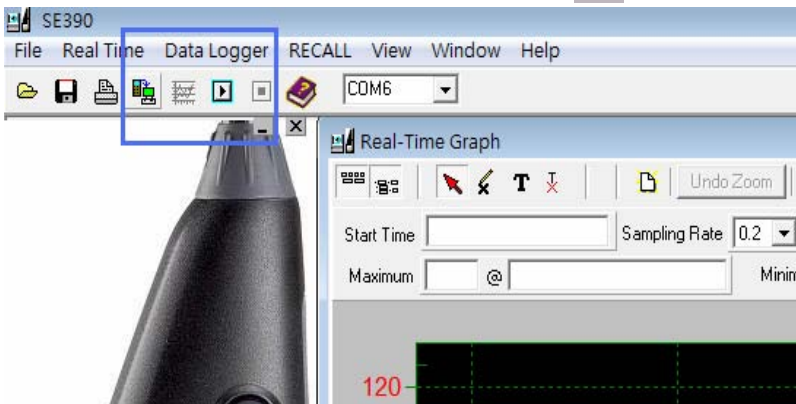 SE390
File Real Time Data Logger RECALL View Window Help
COM6
Real-Time Graph
T T Undo Zoom
Start Time Sampling Rate 0.2
Maximum @
120